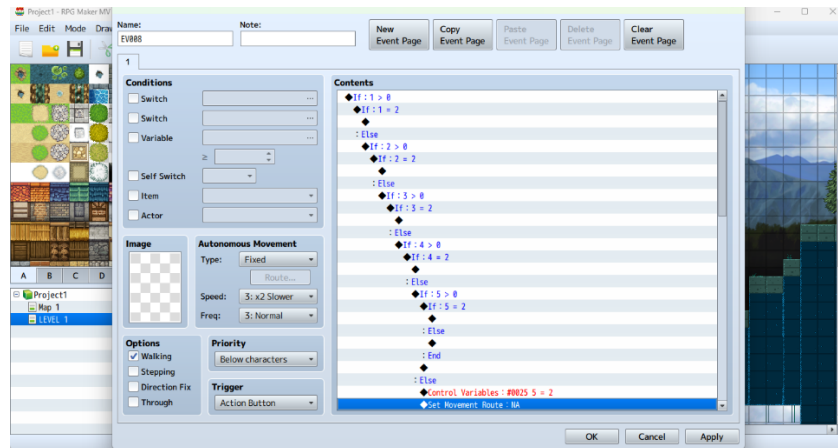 Project1 - RPG Maker MV
File Edit Mode Draw
Name:
Note:
EV008
New
Event Page
Copy
Event Page
Paste
Event Page
Delete
Event Page
Clear
Event Page
1
Conditions
Switch
Switch
Variable
≥
Self Switch
Item
Actor
Image
Autonomous Movement
Type: Fixed
Route...
Speed: 3: x2 Slower
Freq: 3: Normal
Options
Walking
Stepping
Direction Fix
Through
Priority
Below characters
Trigger
Action Button
Contents
◆If : 1 > 0
◆If : 1 = 2
◆
: Else
◆If : 2 > 0
◆If : 2 = 2
◆
: Else
◆If : 3 > 0
◆If : 3 = 2
◆
: Else
◆If : 4 > 0
◆If : 4 = 2
◆
: Else
◆If : 5 > 0
◆If : 5 = 2
◆
: Else
◆
: End
◆
: Else
◆Control Variables : #0025 5 = 2
◆Set Movement Route : NA
A B C D
Project1
Map 1
LEVEL 1
OK
Cancel
Apply